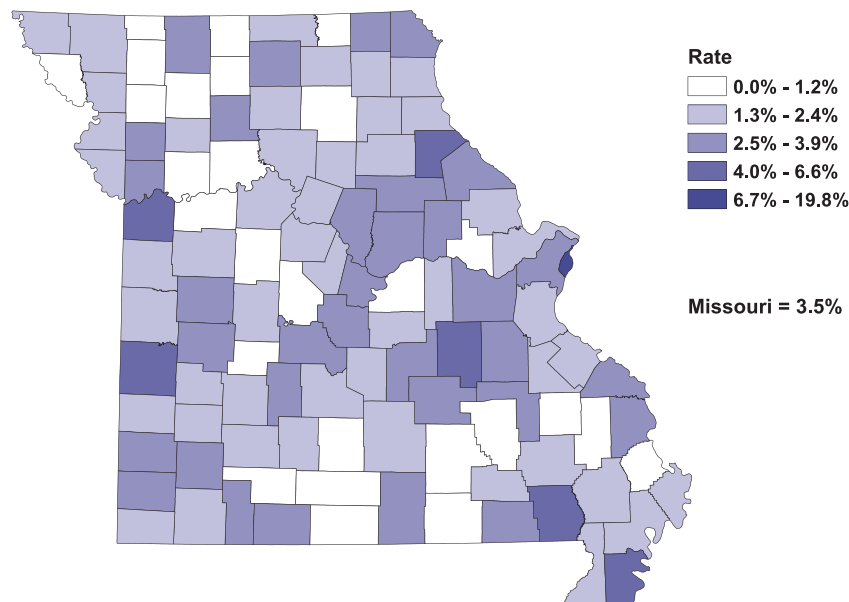 Rate
0.0% - 1.2%
1.3% - 2.4%
2.5% - 3.9%
4.0% - 6.6%
6.7% - 19.8%
Missouri = 3.5%